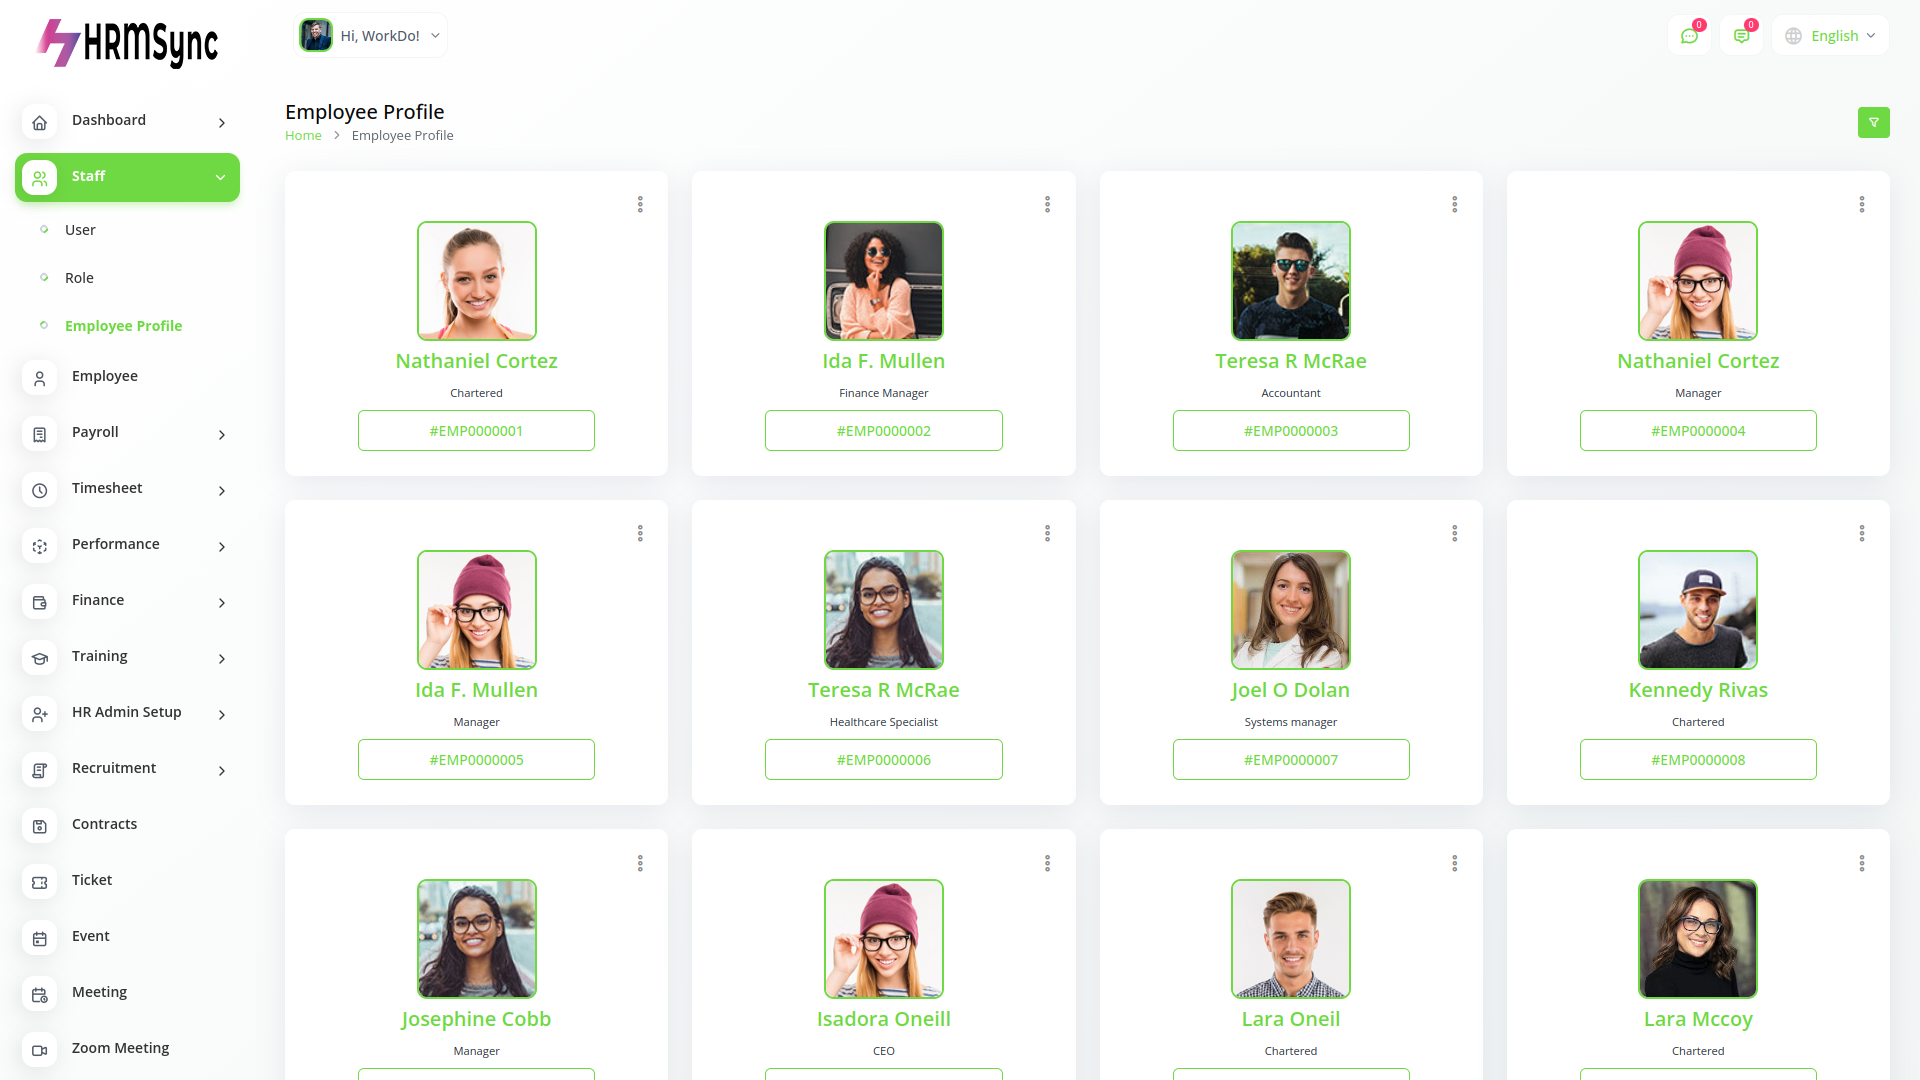 HRMSync
Hi, WorkDo!
0
0
English
Dashboard
Staff
User
Role
Employee Profile
Employee
Payroll
Timesheet
Performance
Finance
Training
HR Admin Setup
Recruitment
Contracts
Ticket
Event
Meeting
Zoom Meeting
Employee Profile
Home > Employee Profile
Nathaniel Cortez
Chartered
#EMP0000001
Ida F. Mullen
Finance Manager
#EMP0000002
Teresa R McRae
Accountant
#EMP0000003
Nathaniel Cortez
Manager
#EMP0000004
Ida F. Mullen
Manager
#EMP0000005
Teresa R McRae
Healthcare Specialist
#EMP0000006
Joel O Dolan
Systems manager
#EMP0000007
Kennedy Rivas
Chartered
#EMP0000008
Josephine Cobb
Manager
Isadora Oneill
CEO
Lara Oneil
Chartered
Lara Mccoy
Chartered